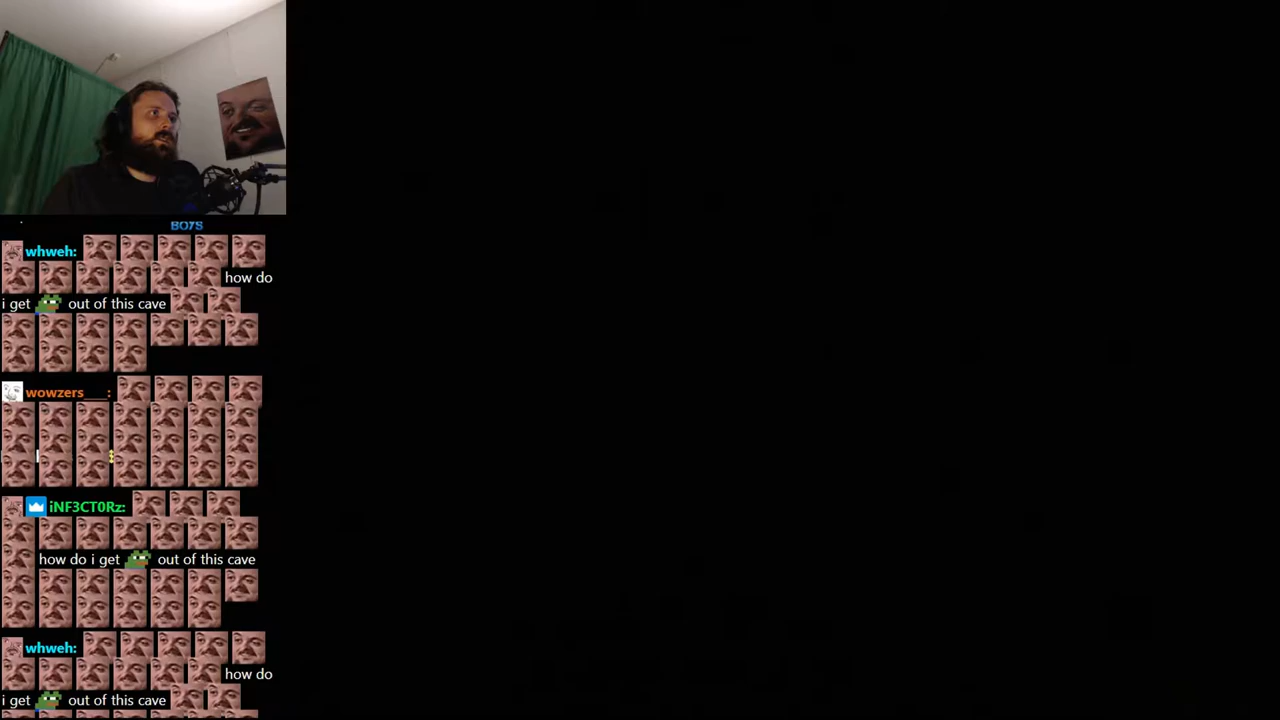 BOYS
whweh:
how do
i get out of this cave
wowzers___:
iNF3CT0Rz:
how do i get out of this cave
whweh:
how do
i get out of this cave